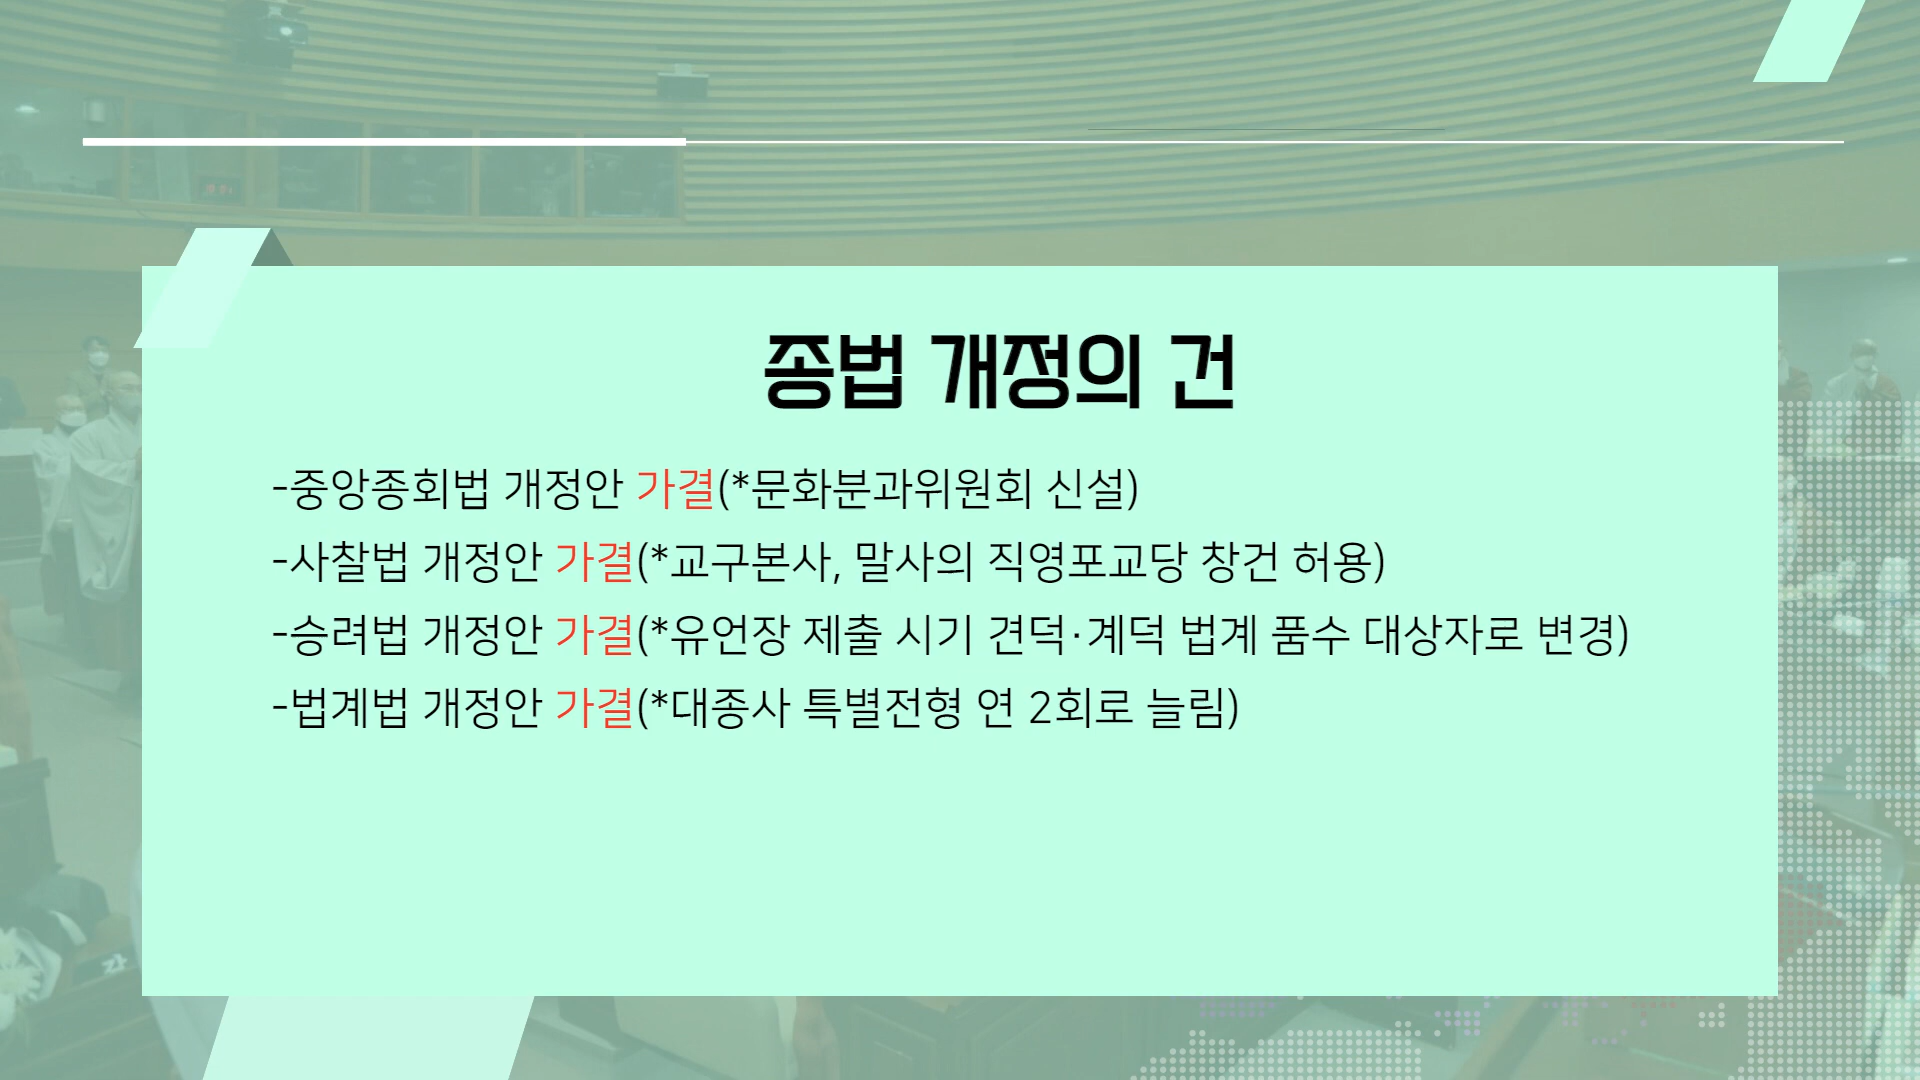 종법 개정의 건
-중앙종회법 개정안 가결(*문화분과위원회 신설)
-사찰법 개정안 가결(*교구본사, 말사의 직영포교당 창건 허용)
-승려법 개정안 가결(*유언장 제출 시기 견덕·계덕 법계 품수 대상자로 변경)
-법계법 개정안 가결(*대종사 특별전형 연 2회로 늘림)